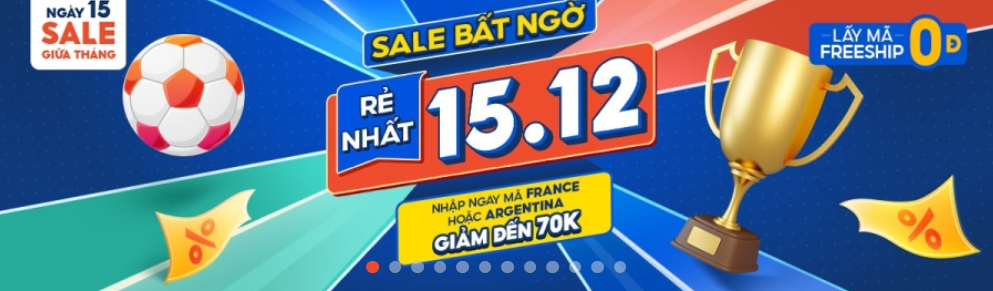 NGÀY 15
SALE
GIỮA THÁNG
SALE BẤT NGỜ
RẺ
NHẤT
15.12
NHẬP NGAY MÃ FRANCE
HOẶC ARGENTINA
GIẢM ĐẾN 70K
LẤY MÃ
FREESHIP
0Đ
%
%